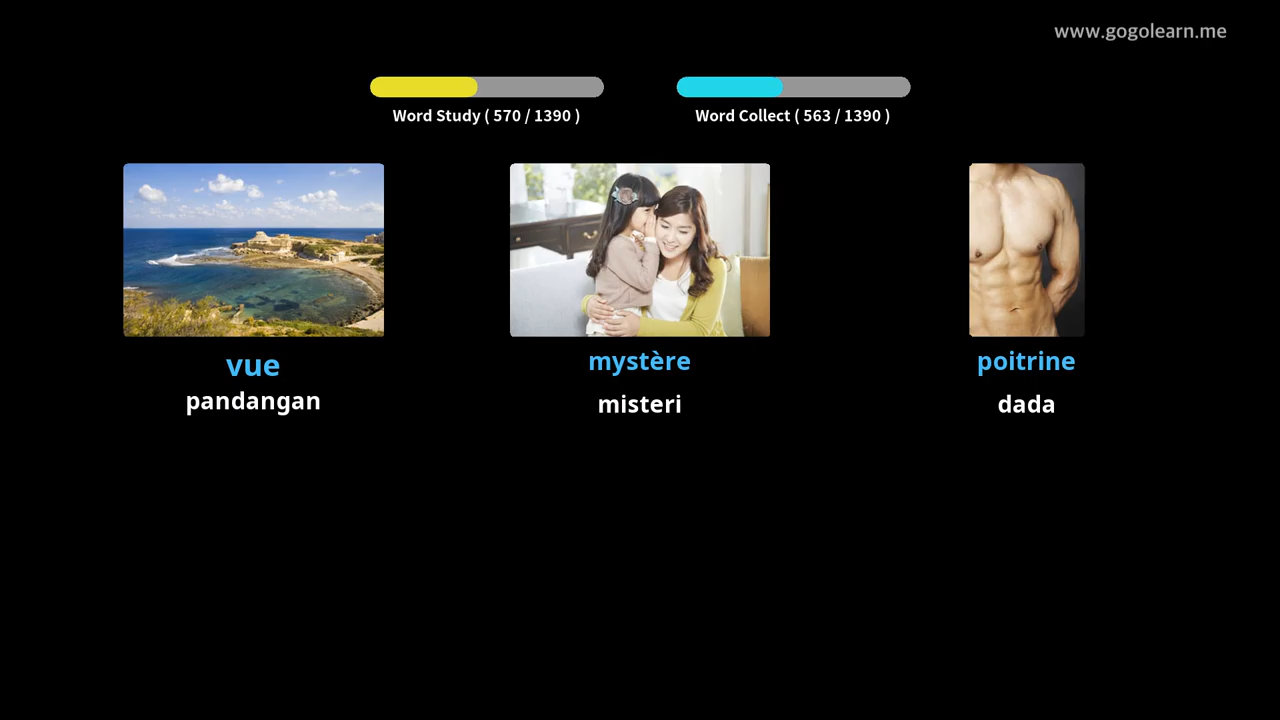 www.gogolearn.me
Word Study ( 570 / 1390 )
Word Collect ( 563 / 1390 )
vue
pandangan
mystère
misteri
poitrine
dada